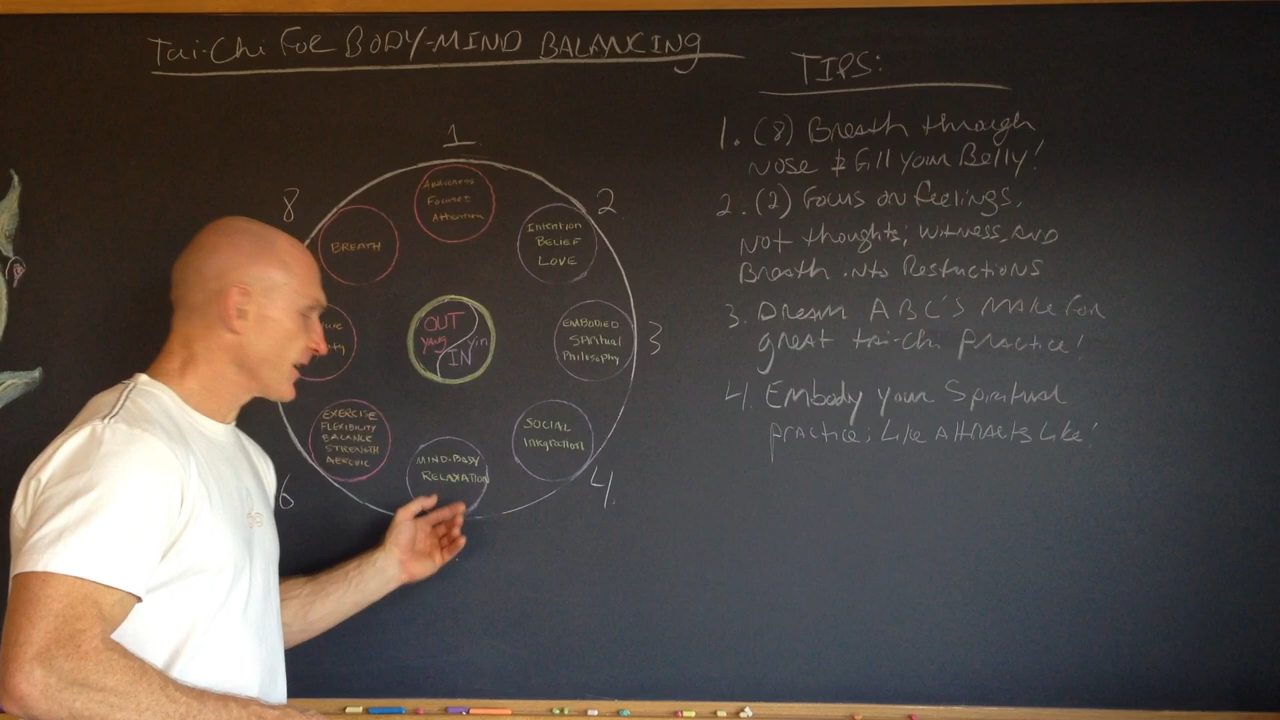 Tai-Chi FOR BODY-MIND BALANCING
TIPS:
1
2
3
4.
6
8
AWARENESS
Focused
Attention
Intention
BELIEF
LOVE
EMBODIED
SPiritual
Philosophy
SOCIAL
Integration
MIND-BODY
RELAXATION
EXERCISE
FLEXIBILITY
BALANCE
STRENGTH
AEROBIC
BREATH
OUT
yang
yin
IN
1. (8) Breath through
Nose & Fill your Belly!
2. (2) Focus on feelings,
Not thoughts; witness, AND
Breath into Restrictions
3. Dream ABC'S MAKE FOR
great tai-chi practice!
4. Embody your Spiritual
practice; Like Attracts Like!